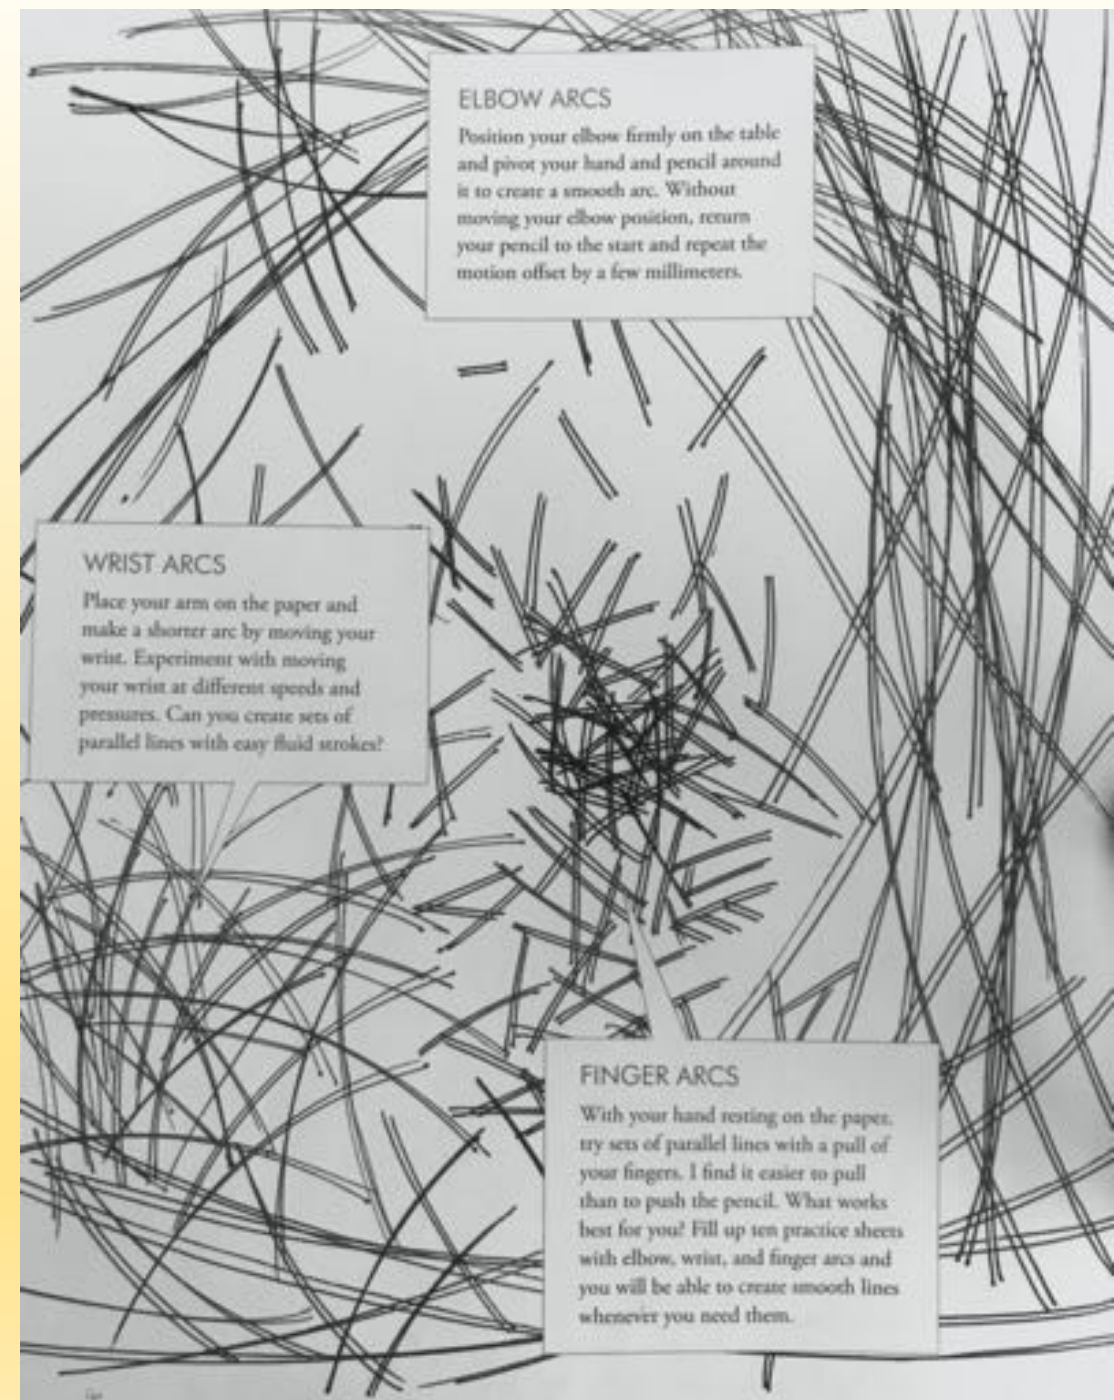 ELBOW ARCS
Position your elbow firmly on the table
and pivot your hand and pencil around
it to create a smooth arc. Without
moving your elbow position, return
your pencil to the start and repeat the
motion offset by a few millimeters.
WRIST ARCS
Place your arm on the paper and
make a shorter arc by moving your
wrist. Experiment with moving
your wrist at different speeds and
pressures. Can you create sets of
parallel lines with easy fluid strokes?
FINGER ARCS
With your hand resting on the paper,
try sets of parallel lines with a pull of
your fingers. I find it easier to pull
than to push the pencil. What works
best for you? Fill up ten practice sheets
with elbow, wrist, and finger arcs and
you will be able to create smooth lines
whenever you need them.